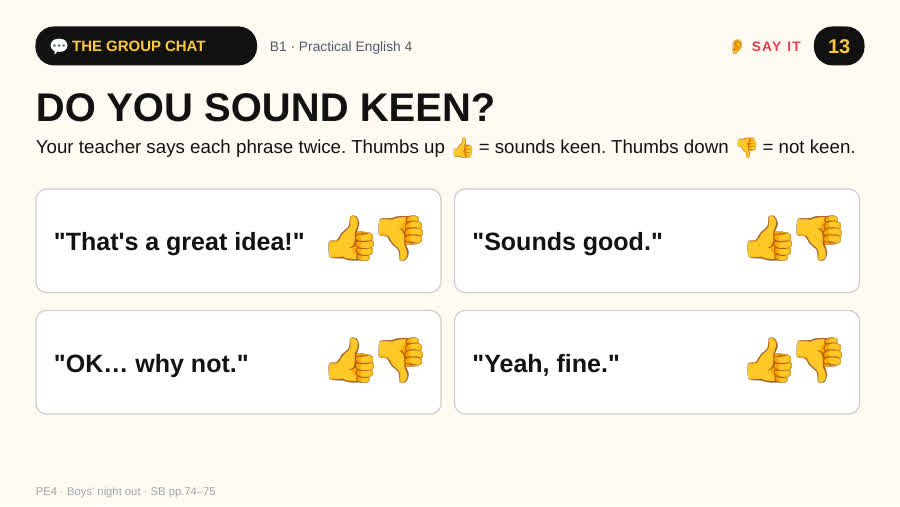 💬 THE GROUP CHAT
B1 · Practical English 4
👂 SAY IT
13
DO YOU SOUND KEEN?
Your teacher says each phrase twice. Thumbs up 👍 = sounds keen. Thumbs down 👎 = not keen.
"That's a great idea!" 👍👎
"Sounds good." 👍👎
"OK… why not." 👍👎
"Yeah, fine." 👍👎
PE4 · Boys' night out · SB pp.74–75